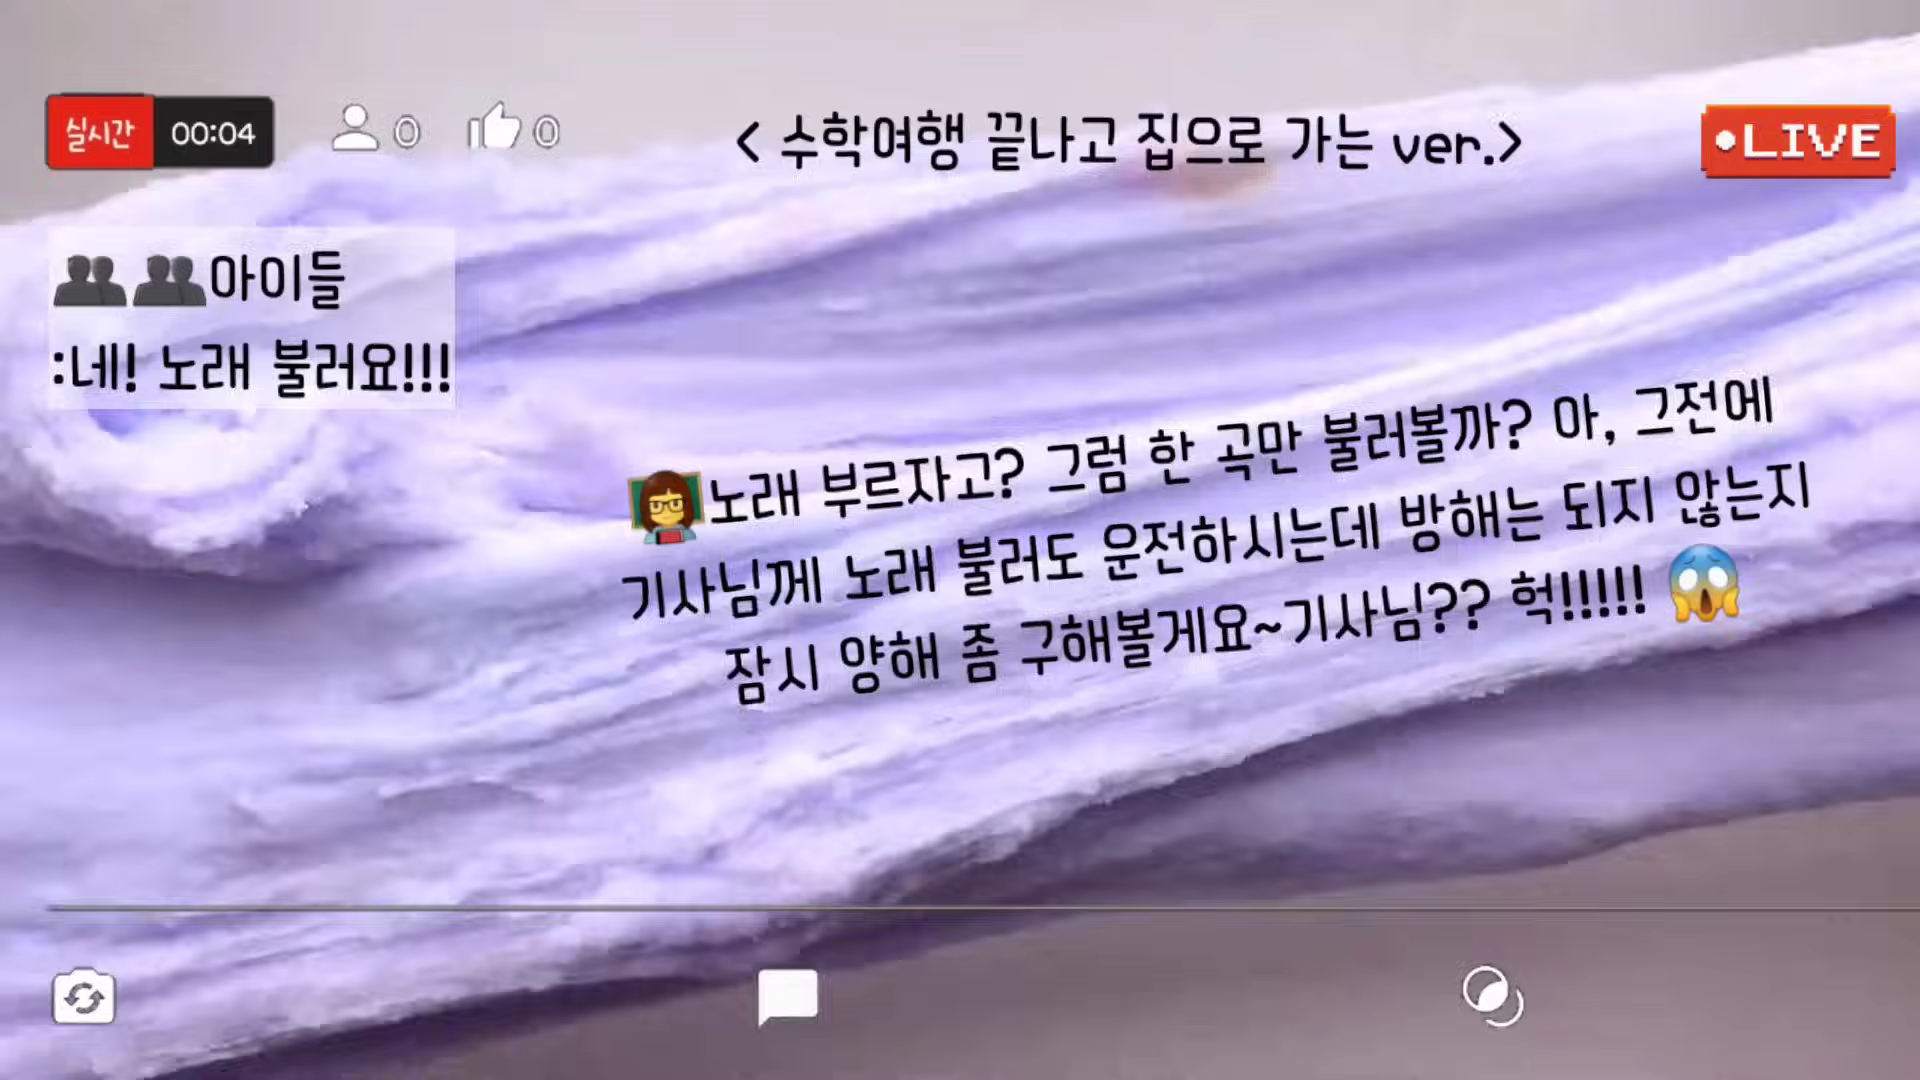 실시간 00:04 0 0
< 수학여행 끝나고 집으로 가는 ver.>
LIVE
아이들
:네! 노래 불러요!!!
노래 부르자고? 그럼 한 곡만 불러볼까? 아, 그전에
기사님께 노래 불러도 운전하시는데 방해는 되지 않는지
잠시 양해 좀 구해볼게요~기사님?? 헉!!!!!